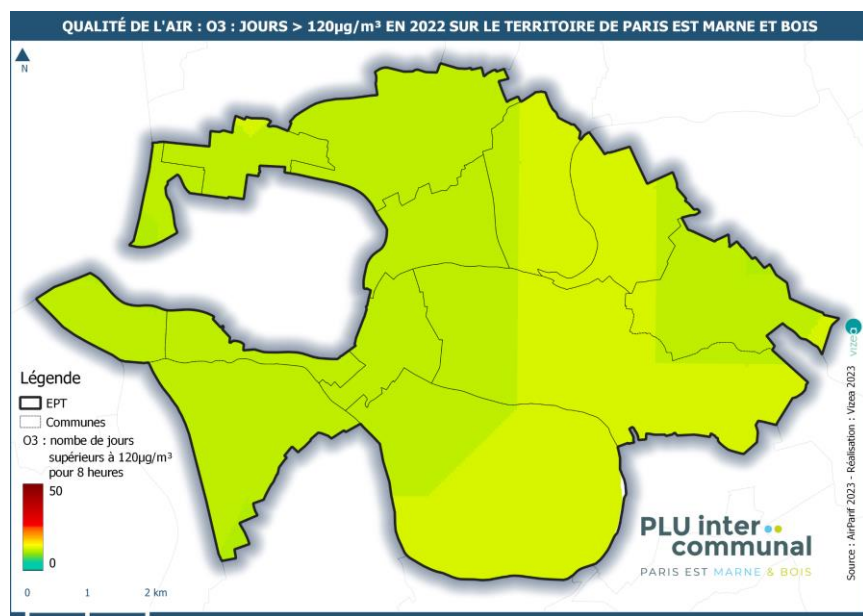 QUALITÉ DE L'AIR : O3 : JOURS > 120µg/m³ EN 2022 SUR LE TERRITOIRE DE PARIS EST MARNE ET BOIS
N
Légende
EPT
Communes
O3 : nombe de jours
supérieurs à 120µg/m³
pour 8 heures
50
0
0 1 2 km
PLU inter
communal
PARIS EST MARNE & BOIS
vizea
Source : AirParif 2023 - Réalisation : Vizea 2023